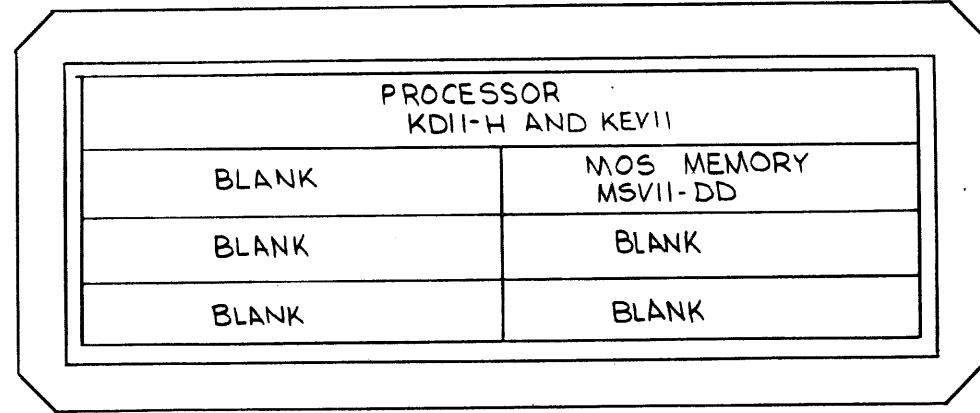 PROCESSOR
KD11-H AND KEV11
BLANK
MOS MEMORY
MSV11-DD
BLANK
BLANK
BLANK
BLANK